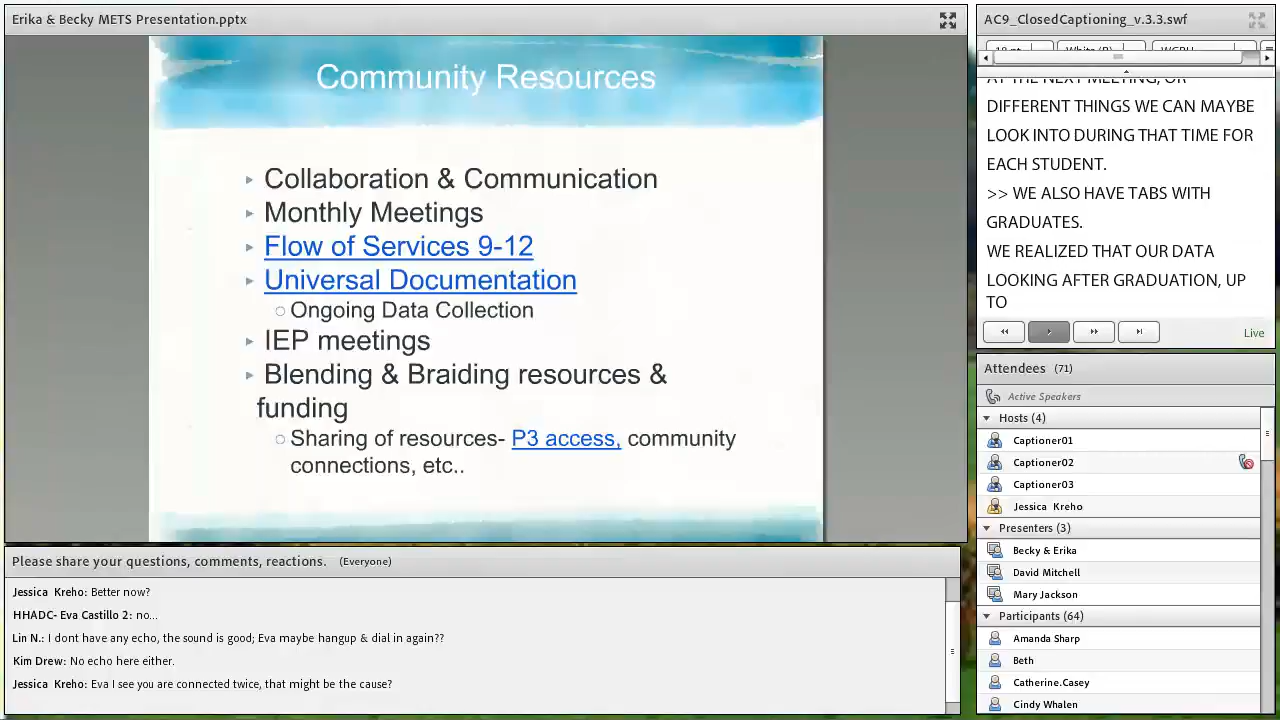 Erika & Becky METS Presentation.pptx
Community Resources
Collaboration & Communication
Monthly Meetings
Flow of Services 9-12
Universal Documentation
Ongoing Data Collection
IEP meetings
Blending & Braiding resources &
funding
Sharing of resources- P3 access, community
connections, etc..
Please share your questions, comments, reactions. (Everyone)
Jessica Kreho: Better now?
HHADC- Eva Castillo 2: no...
Lin N.: I dont have any echo, the sound is good; Eva maybe hangup & dial in again??
Kim Drew: No echo here either.
Jessica Kreho: Eva I see you are connected twice, that might be the cause?
AC9_ClosedCaptioning_v.3.3.swf
AT THE NEXT MEETING, OR
DIFFERENT THINGS WE CAN MAYBE
LOOK INTO DURING THAT TIME FOR
EACH STUDENT.
>> WE ALSO HAVE TABS WITH
GRADUATES.
WE REALIZED THAT OUR DATA
LOOKING AFTER GRADUATION, UP
TO
Live
Attendees (71)
Active Speakers
Hosts (4)
Captioner01
Captioner02
Captioner03
Jessica Kreho
Presenters (3)
Becky & Erika
David Mitchell
Mary Jackson
Participants (64)
Amanda Sharp
Beth
Catherine.Casey
Cindy Whalen